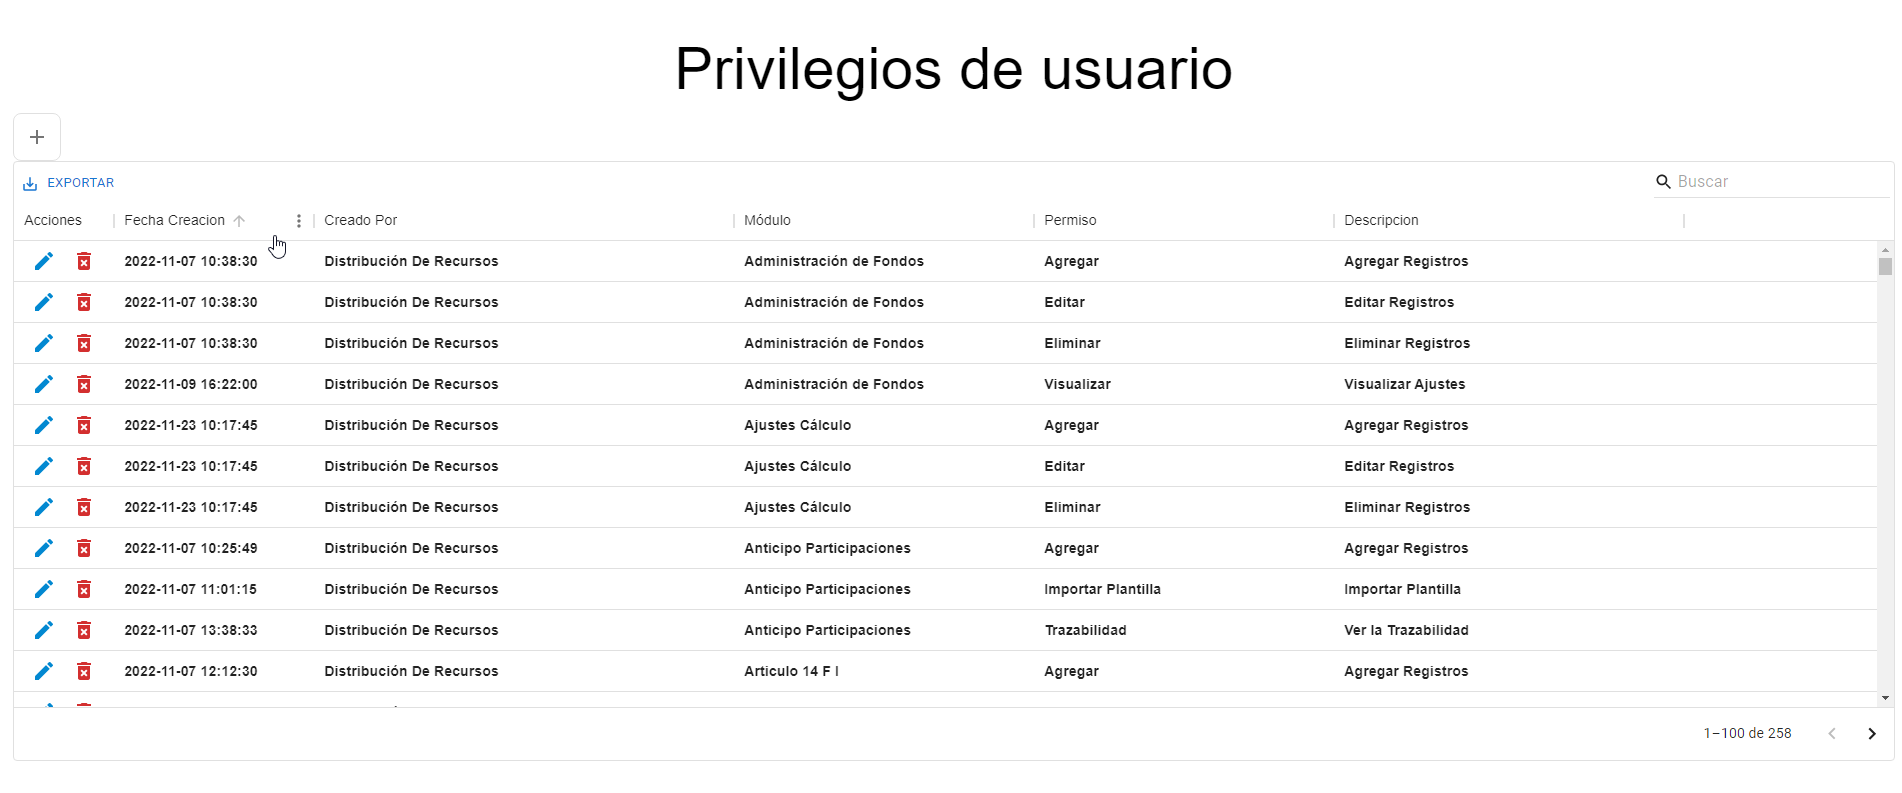 Privilegios de usuario
EXPORTAR
Buscar
Acciones Fecha Creacion Creado Por Módulo Permiso Descripcion
2022-11-07 10:38:30 Distribución De Recursos Administración de Fondos Agregar Agregar Registros
2022-11-07 10:38:30 Distribución De Recursos Administración de Fondos Editar Editar Registros
2022-11-07 10:38:30 Distribución De Recursos Administración de Fondos Eliminar Eliminar Registros
2022-11-09 16:22:00 Distribución De Recursos Administración de Fondos Visualizar Visualizar Ajustes
2022-11-23 10:17:45 Distribución De Recursos Ajustes Cálculo Agregar Agregar Registros
2022-11-23 10:17:45 Distribución De Recursos Ajustes Cálculo Editar Editar Registros
2022-11-23 10:17:45 Distribución De Recursos Ajustes Cálculo Eliminar Eliminar Registros
2022-11-07 10:25:49 Distribución De Recursos Anticipo Participaciones Agregar Agregar Registros
2022-11-07 11:01:15 Distribución De Recursos Anticipo Participaciones Importar Plantilla Importar Plantilla
2022-11-07 13:38:33 Distribución De Recursos Anticipo Participaciones Trazabilidad Ver la Trazabilidad
2022-11-07 12:12:30 Distribución De Recursos Articulo 14 F I Agregar Agregar Registros
1–100 de 258